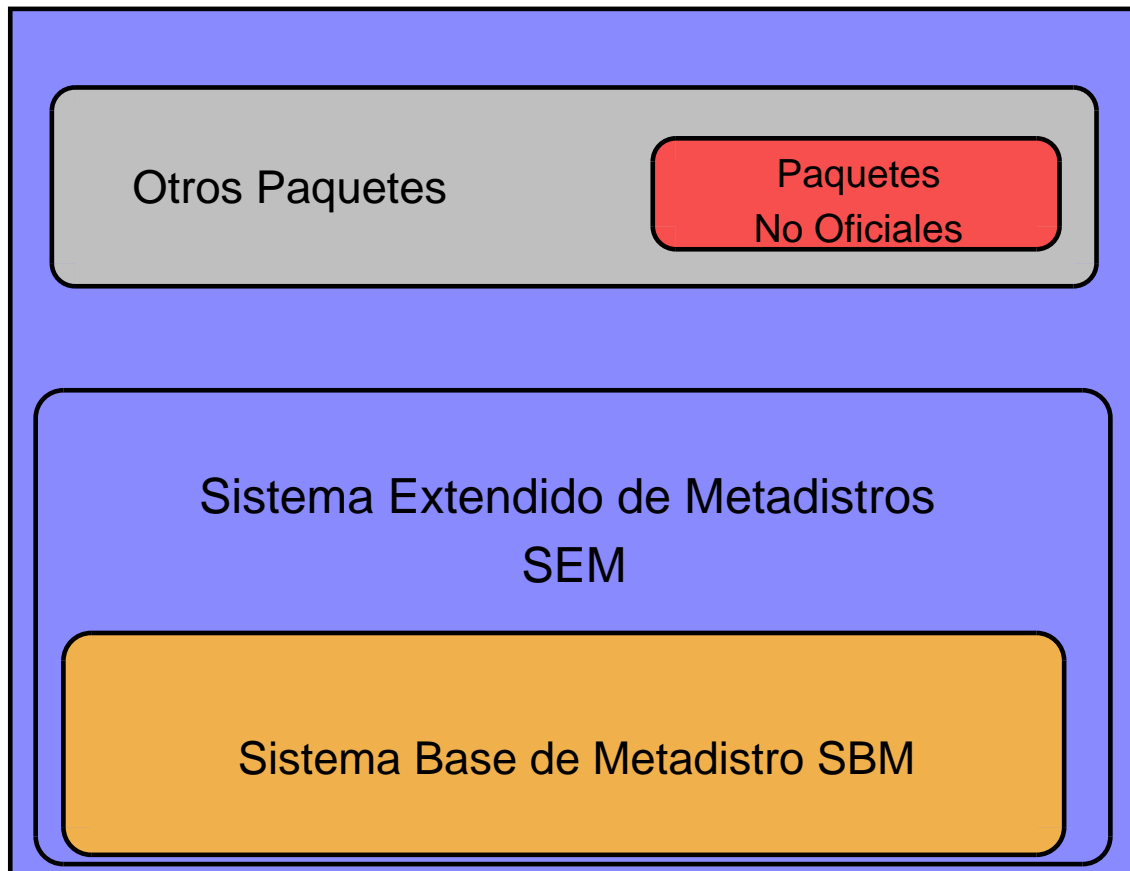 Otros Paquetes
Paquetes
No Oficiales
Sistema Extendido de Metadistros
SEM
Sistema Base de Metadistro SBM